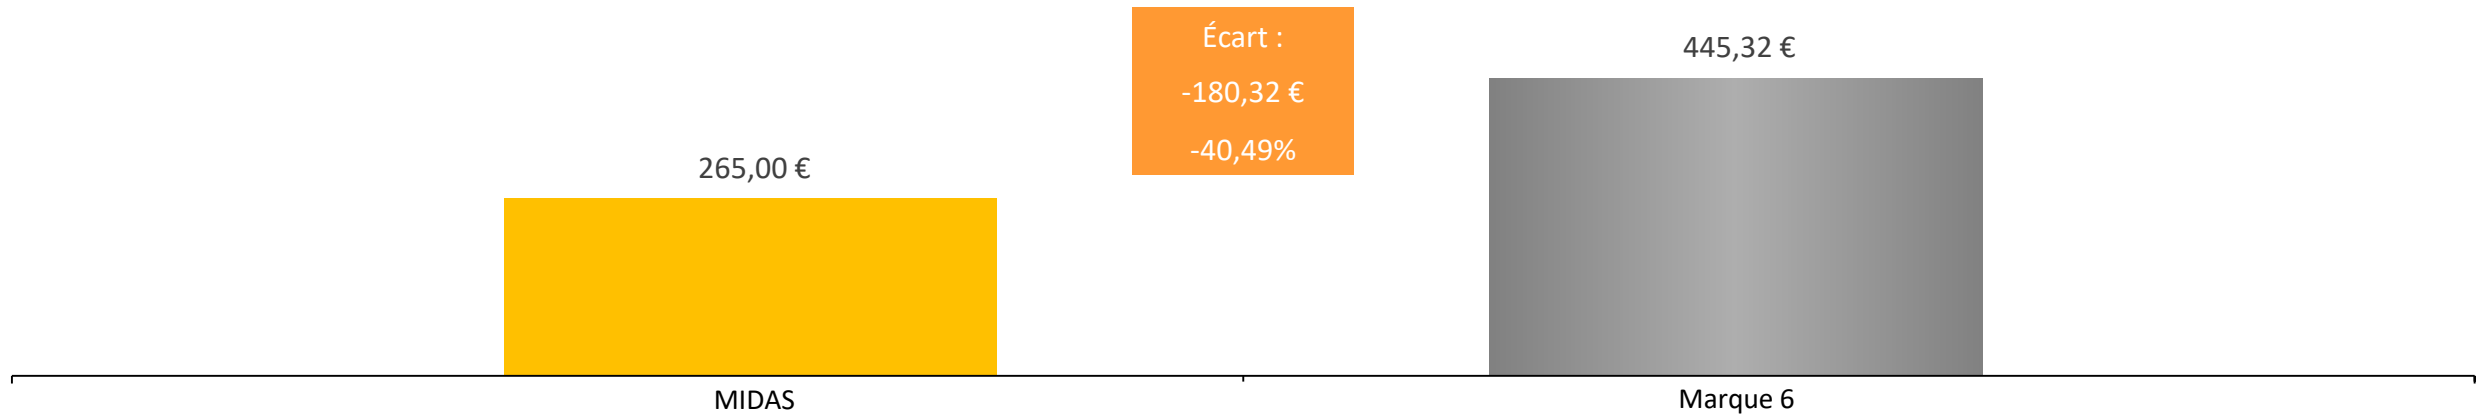 Écart :
-180,32 €
-40,49%
445,32 €
265,00 €
MIDAS
Marque 6